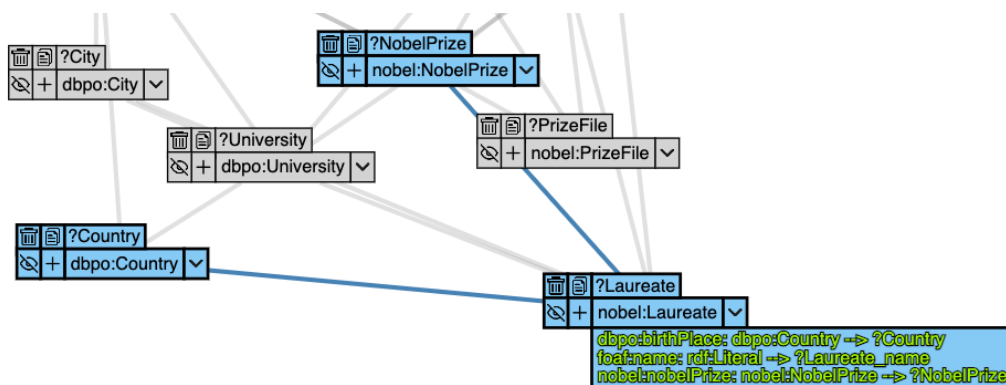 ?City
dbpo:City
?NobelPrize
nobel:NobelPrize
?University
dbpo:University
?PrizeFile
nobel:PrizeFile
?Country
dbpo:Country
?Laureate
nobel:Laureate
dbpo:birthPlace: dbpo:Country --> ?Country
foaf:name: rdf:Literal --> ?Laureate_name
nobel:nobelPrize: nobel:NobelPrize --> ?NobelPrize